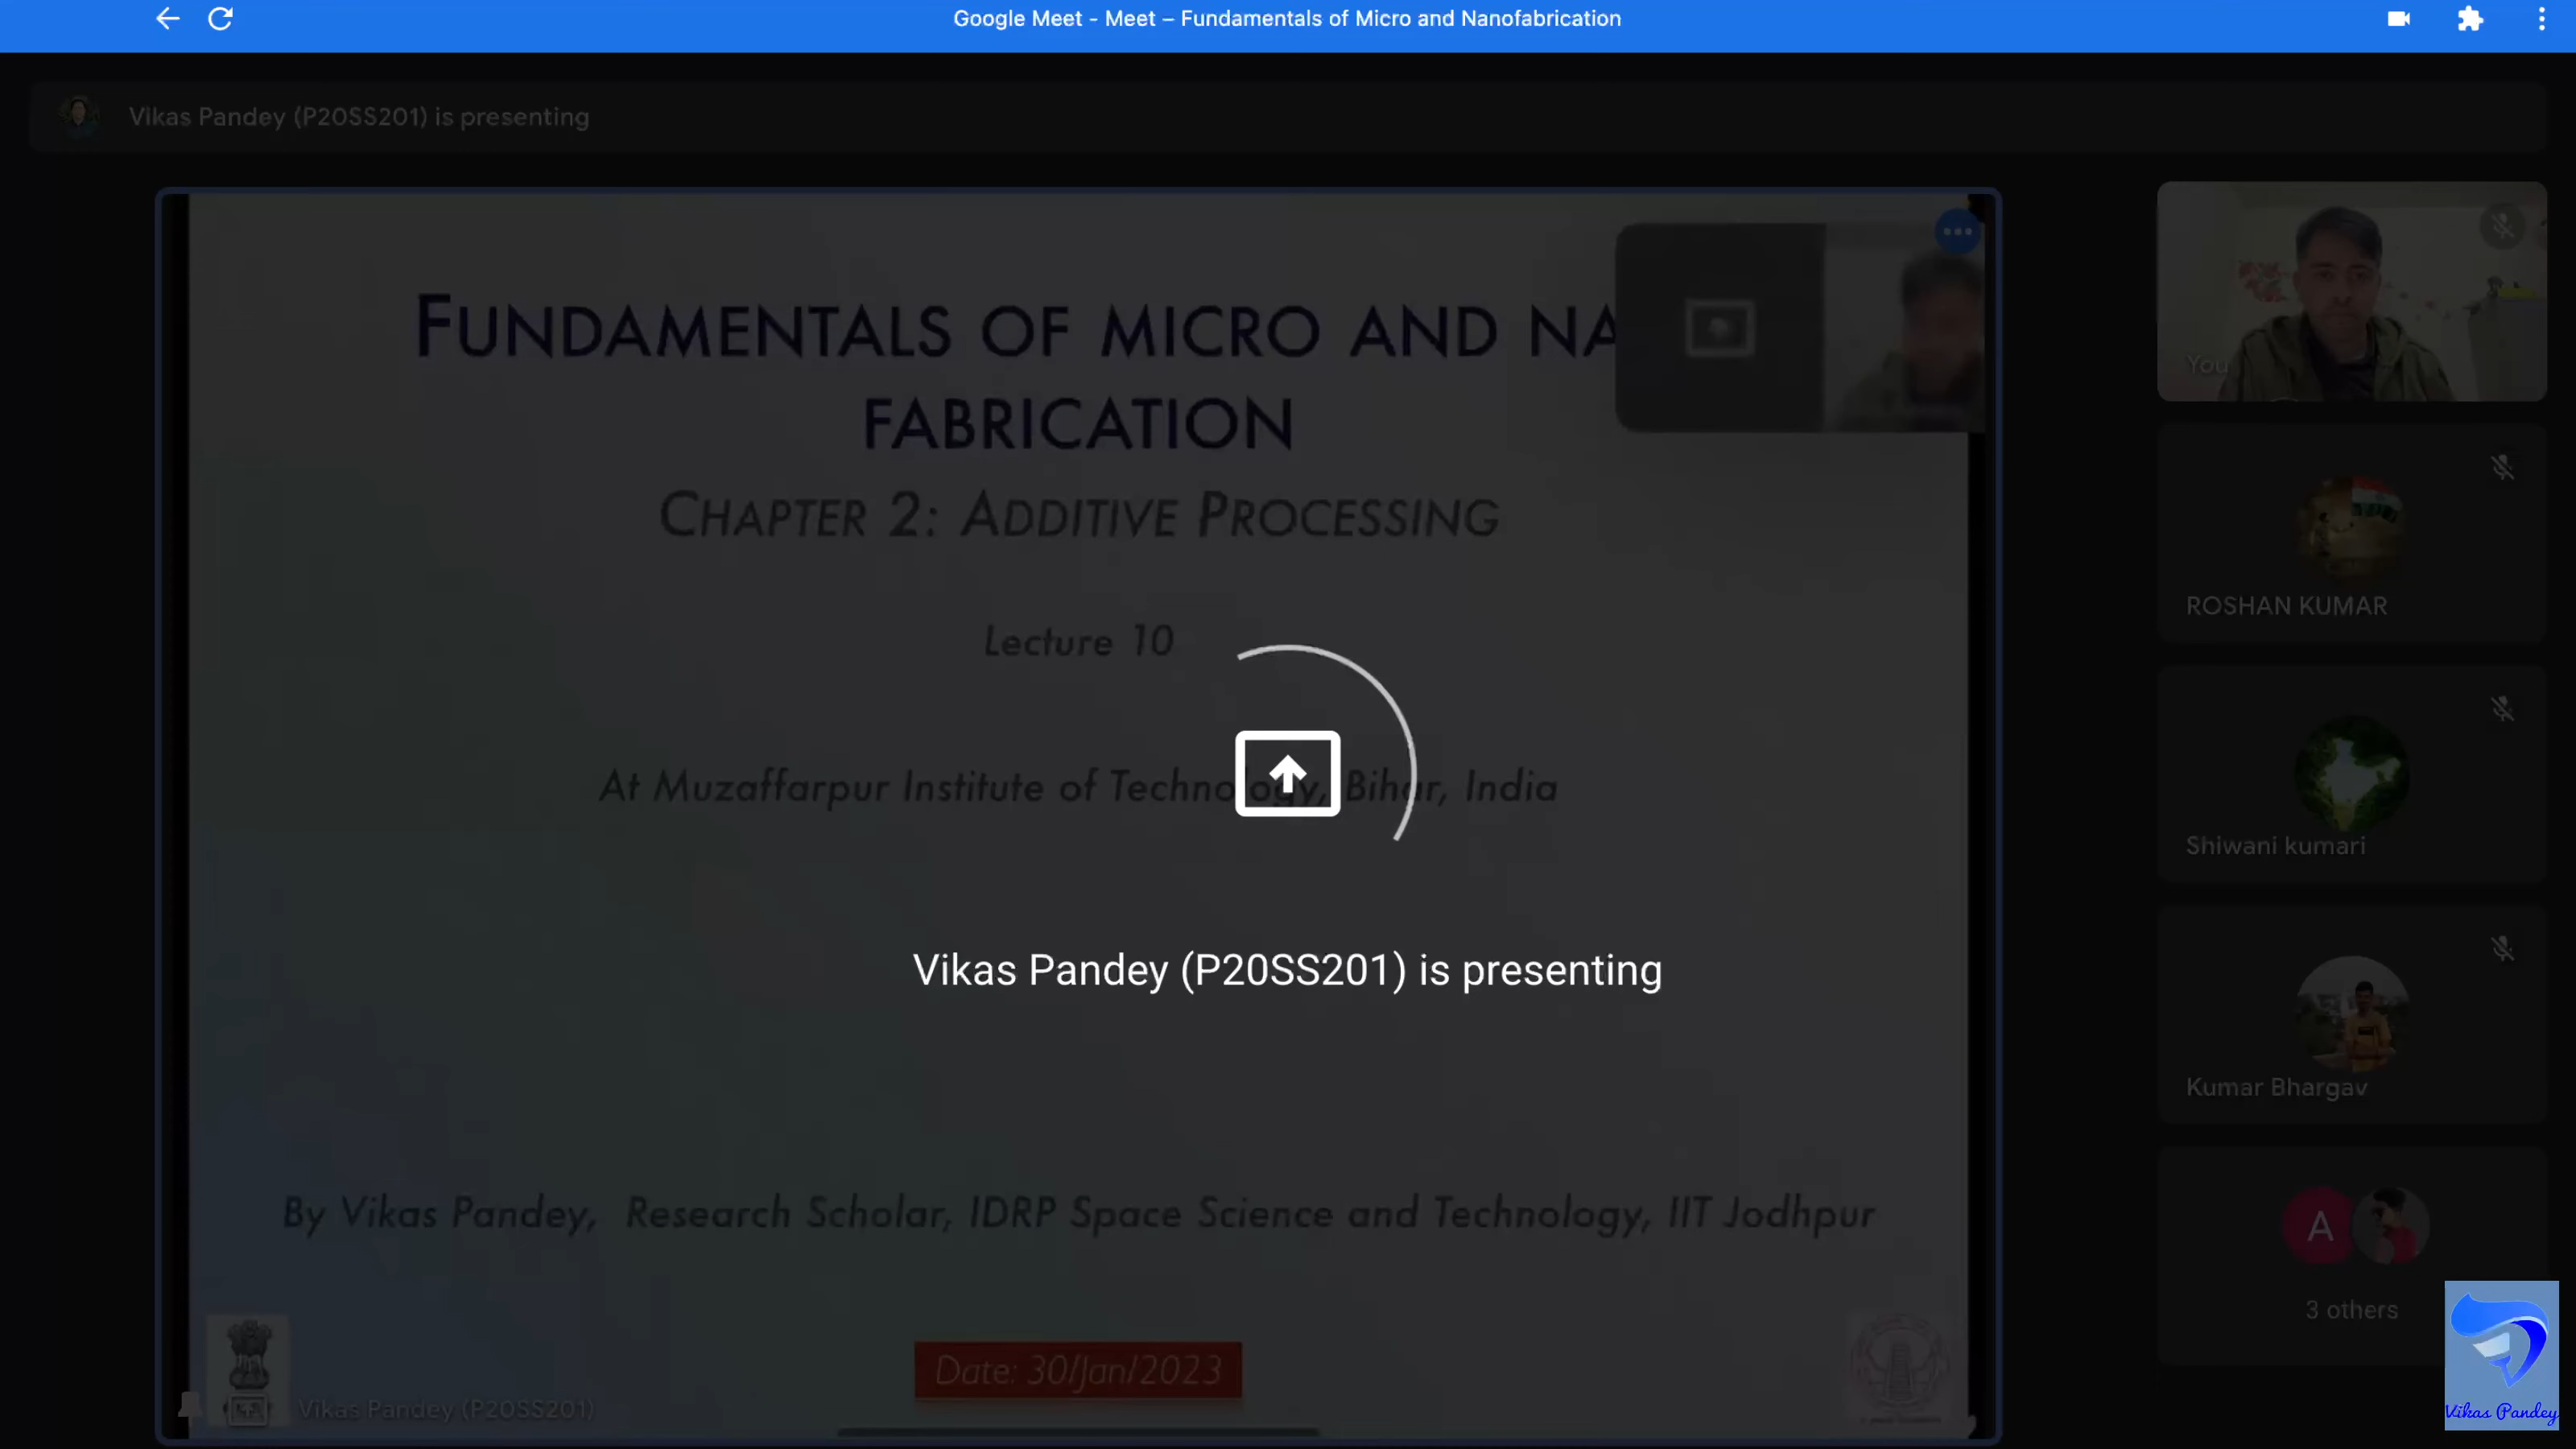 Google Meet - Meet – Fundamentals of Micro and Nanofabrication
Vikas Pandey (P20SS201) is presenting
FUNDAMENTALS OF MICRO AND NA
FABRICATION
CHAPTER 2: ADDITIVE PROCESSING
Lecture 10
At Muzaffarpur Institute of Technology, Bihar, India
Vikas Pandey (P20SS201) is presenting
By Vikas Pandey, Research Scholar, IDRP Space Science and Technology, IIT Jodhpur
Date: 30/Jan/2023
Vikas Pandey (P20SS201)
You
ROSHAN KUMAR
Shiwani kumari
Kumar Bhargav
A
3 others
Vikas Pandey